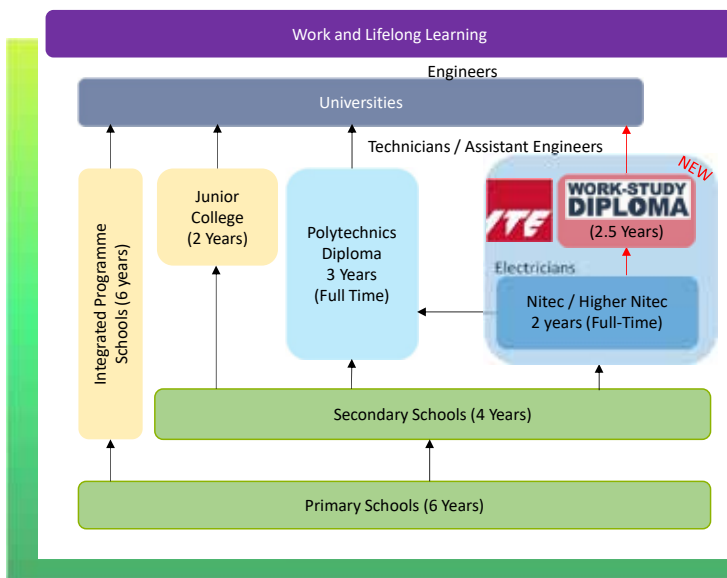 Work and Lifelong Learning
Engineers
Universities
Technicians / Assistant Engineers
NEW
Integrated Programme
Schools (6 years)
Junior
College
(2 Years)
Polytechnics
Diploma
3 Years
(Full Time)
ITE
WORK-STUDY
DIPLOMA
(2.5 Years)
Electricians
Nitec / Higher Nitec
2 years (Full-Time)
Secondary Schools (4 Years)
Primary Schools (6 Years)